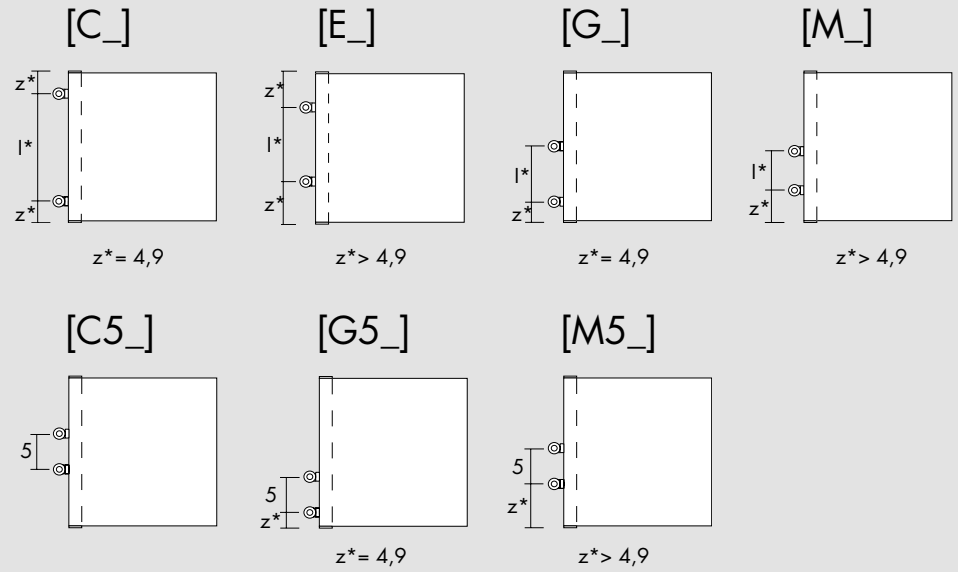 [C_]
z*
l*
z*
z*= 4,9
[E_]
z*
l*
z*
z*> 4,9
[G_]
l*
z*
z*= 4,9
[M_]
l*
z*
z*> 4,9
[C5_]
5
[G5_]
5
z*
z*= 4,9
[M5_]
5
z*
z*> 4,9